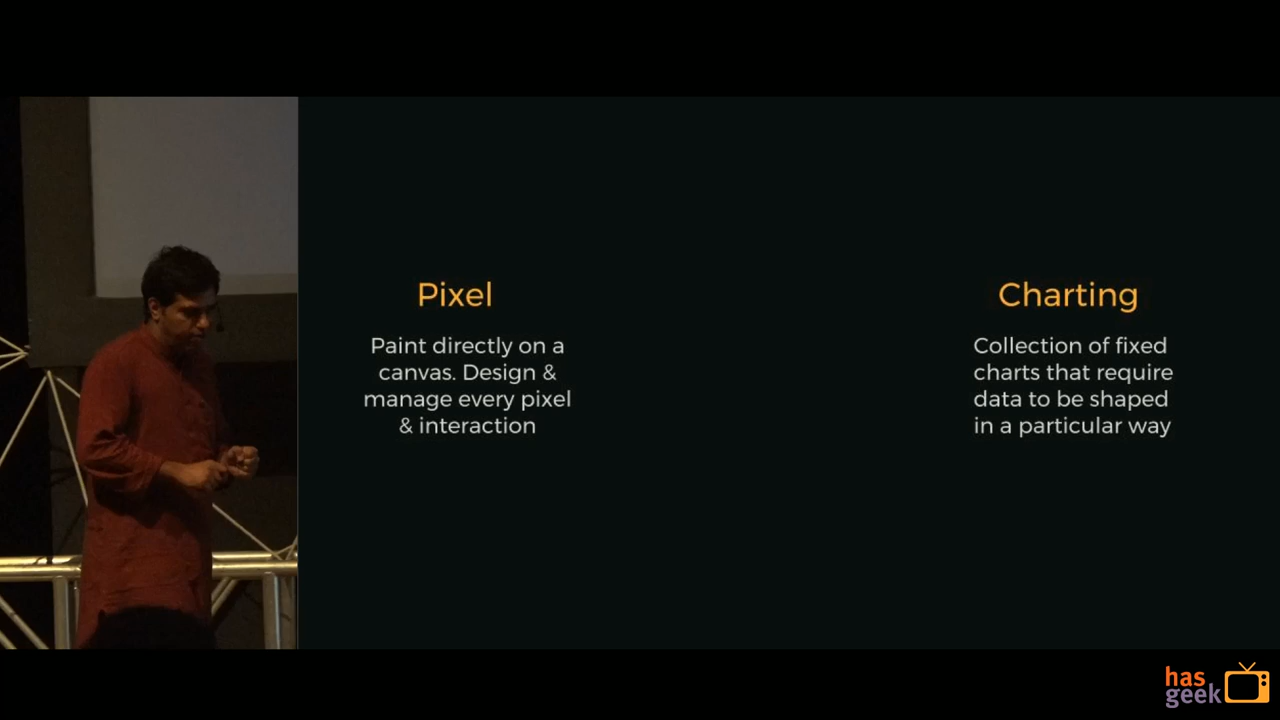 Pixel
Paint directly on a
canvas. Design &
manage every pixel
& interaction
Charting
Collection of fixed
charts that require
data to be shaped
in a particular way
has
geek